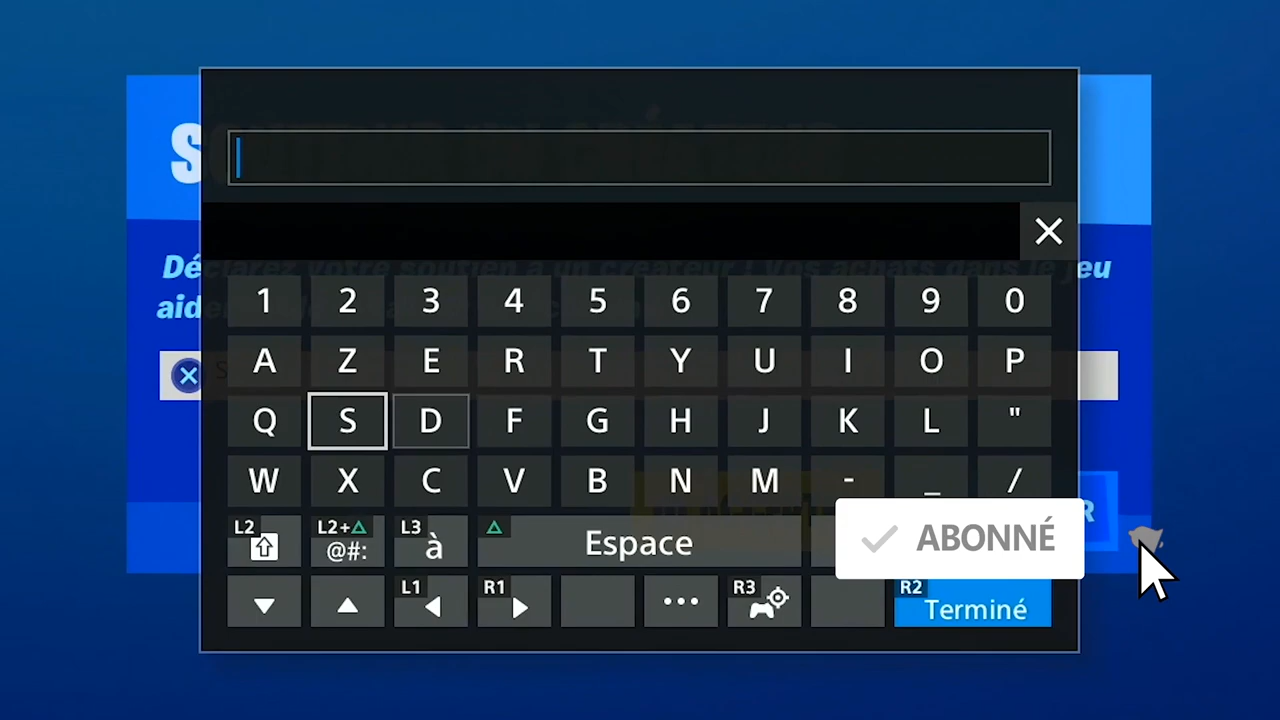 Déclarez votre soutien à un créateur ! Vos achats dans le jeu
aide
1 2 3 4 5 6 7 8 9 0
A Z E R T Y U I O P
Q S D F G H J K L "
W X C V B N M - _ /
L2 L2+△ @#: L3 à △ Espace
ABONNÉ
L1 R1 ... R3 R2 Terminé